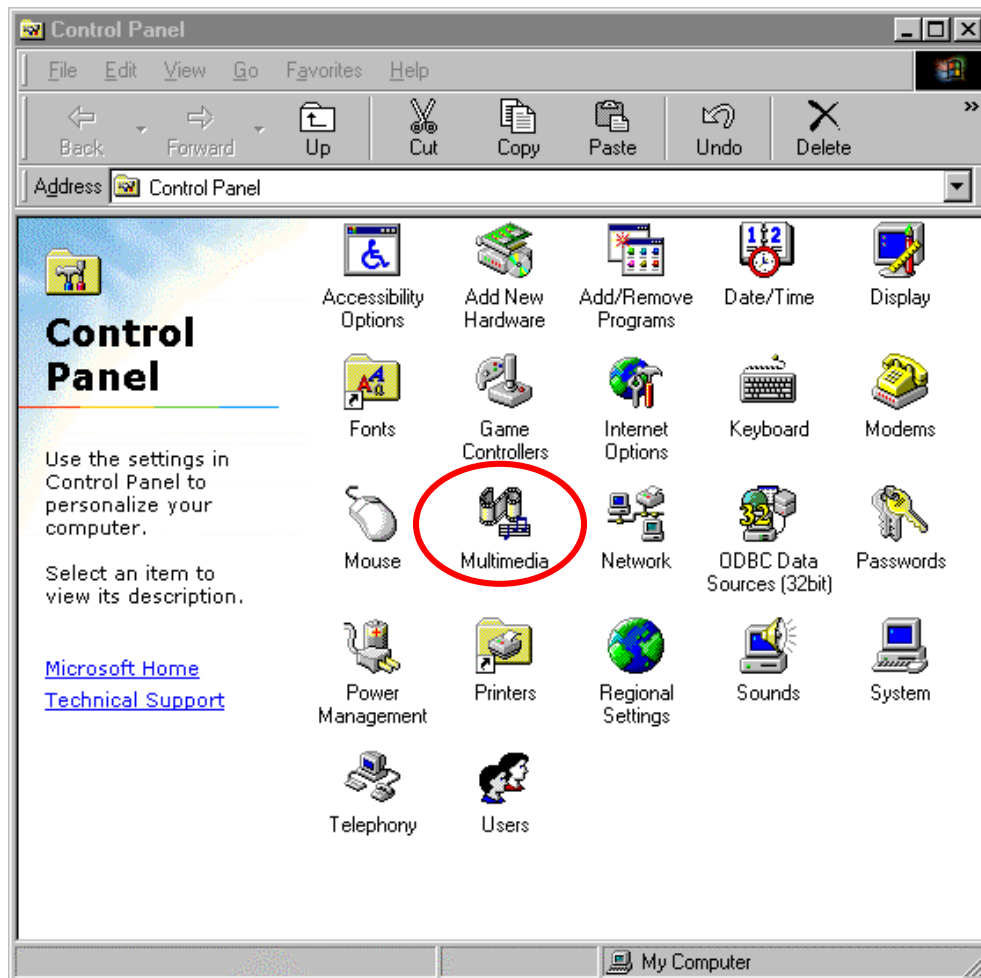 Control Panel
File Edit View Go Favorites Help
Back Forward Up Cut Copy Paste Undo Delete »
Address Control Panel
Control
Panel
Use the settings in
Control Panel to
personalize your
computer.
Select an item to
view its description.
Microsoft Home
Technical Support
Accessibility
Options
Add New
Hardware
Add/Remove
Programs
Date/Time
Display
Fonts
Game
Controllers
Internet
Options
Keyboard
Modems
Mouse
Multimedia
Network
ODBC Data
Sources (32bit)
Passwords
Power
Management
Printers
Regional
Settings
Sounds
System
Telephony
Users
My Computer